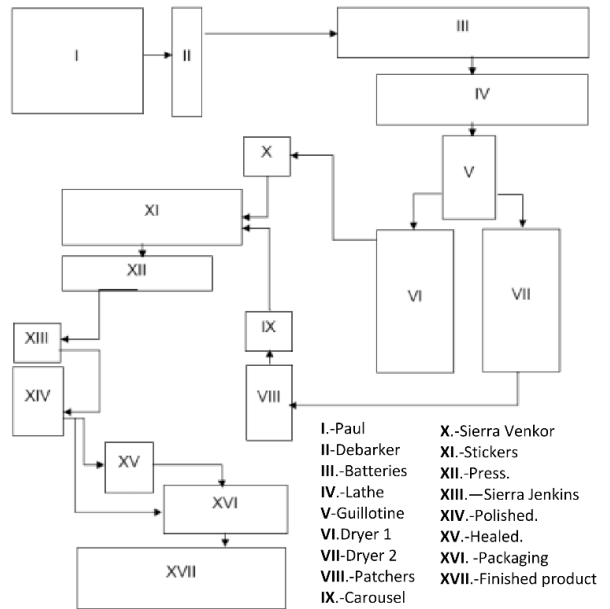 I
II
III
IV
V
X
XI
XII
VI
VII
IX
XIII
XIV
VIII
XV
XVI
XVII
I.-Paul
II-Debarker
III.-Batteries
IV.-Lathe
V-Guillotine
VI.Dryer 1
VII-Dryer 2
VIII.-Patchers
IX.-Carousel
X.-Sierra Venkor
XI.-Stickers
XII.-Press.
XIII.—Sierra Jenkins
XIV.-Polished.
XV.-Healed.
XVI. -Packaging
XVII.-Finished product